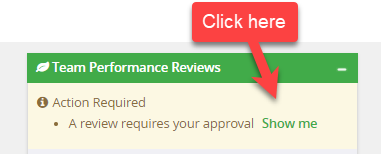 Click here
Team Performance Reviews
Action Required
• A review requires your approval Show me